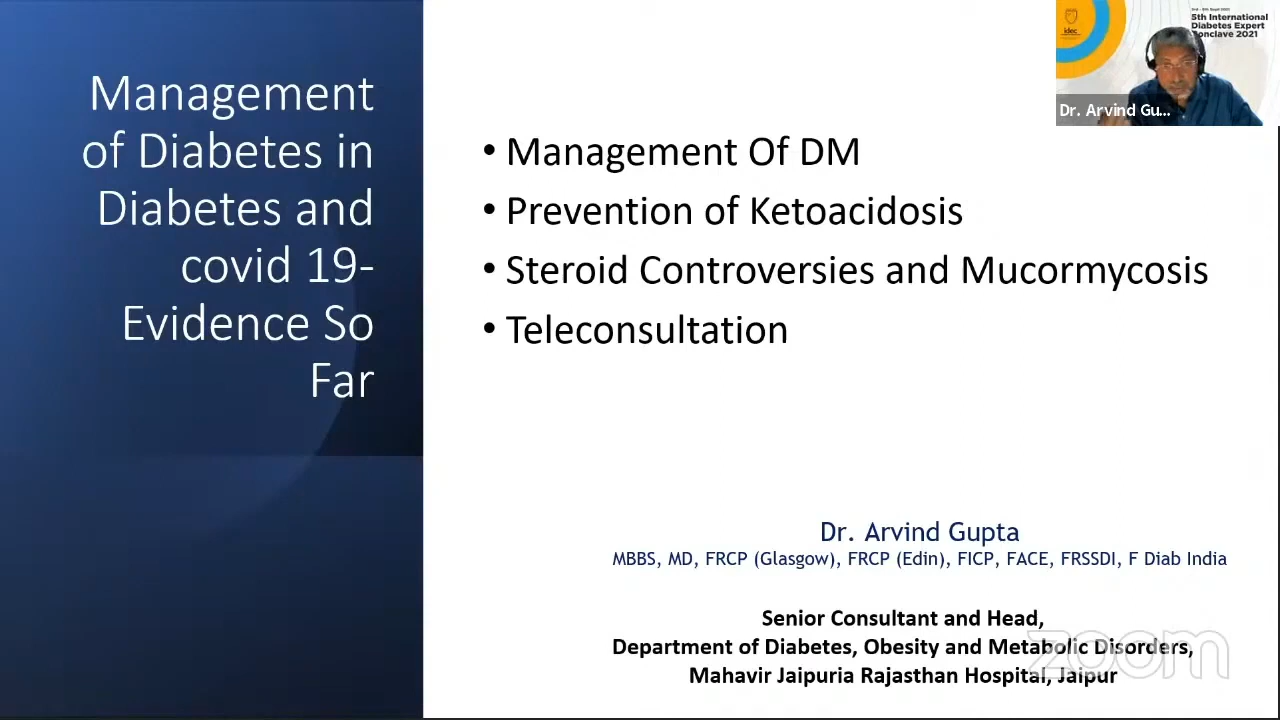 Management
of Diabetes in
Diabetes and
covid 19-
Evidence So
Far
• Management Of DM
• Prevention of Ketoacidosis
• Steroid Controversies and Mucormycosis
• Teleconsultation
Dr. Arvind Gupta
MBBS, MD, FRCP (Glasgow), FRCP (Edin), FICP, FACE, FRSSDI, F Diab India
Senior Consultant and Head,
Department of Diabetes, Obesity and Metabolic Disorders,
Mahavir Jaipuria Rajasthan Hospital, Jaipur
zoom
idec
5th International
Diabetes Expert
Conclave 2021
Dr. Arvind Gu...